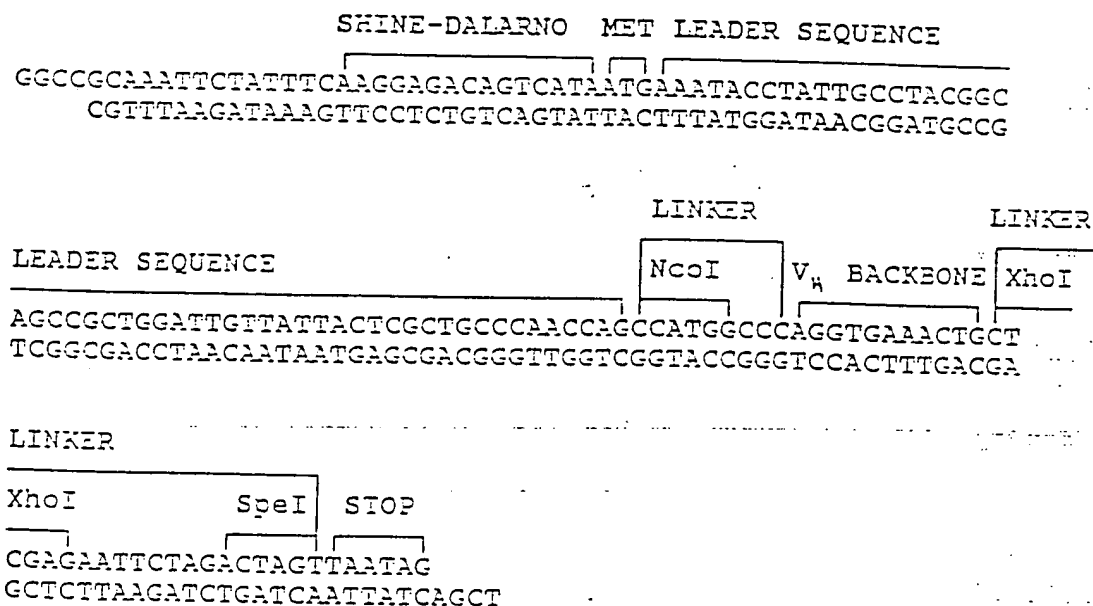 SHINE-DALARNO MET LEADER SEQUENCE
GGCCGCAAATTCTATTTCAAGGAGACAGTCATAATGAAATACCTATTGCCTACGGC
CGTTTAAGATAAAGTTCCTCTGTCAGTATTACTTTATGGATAACGGATGCCG
LINKER LINKER
LEADER SEQUENCE NcoI VH BACKBONE XhoI
AGCCGCTGGATTGTTATTACTCGCTGCCCAACCAGCCATGGCCCAGGTGAAACTGCT
TCGGCGACCTAACAATAATGAGCGACGGGTTGGTCGGTACCGGGTCCACTTTGACGA
LINKER
XhoI SpeI STOP
CGAGAATTCTAGACTAGTTAATAG
GCTCTTAAGATCTGATCAATTATCAGCT